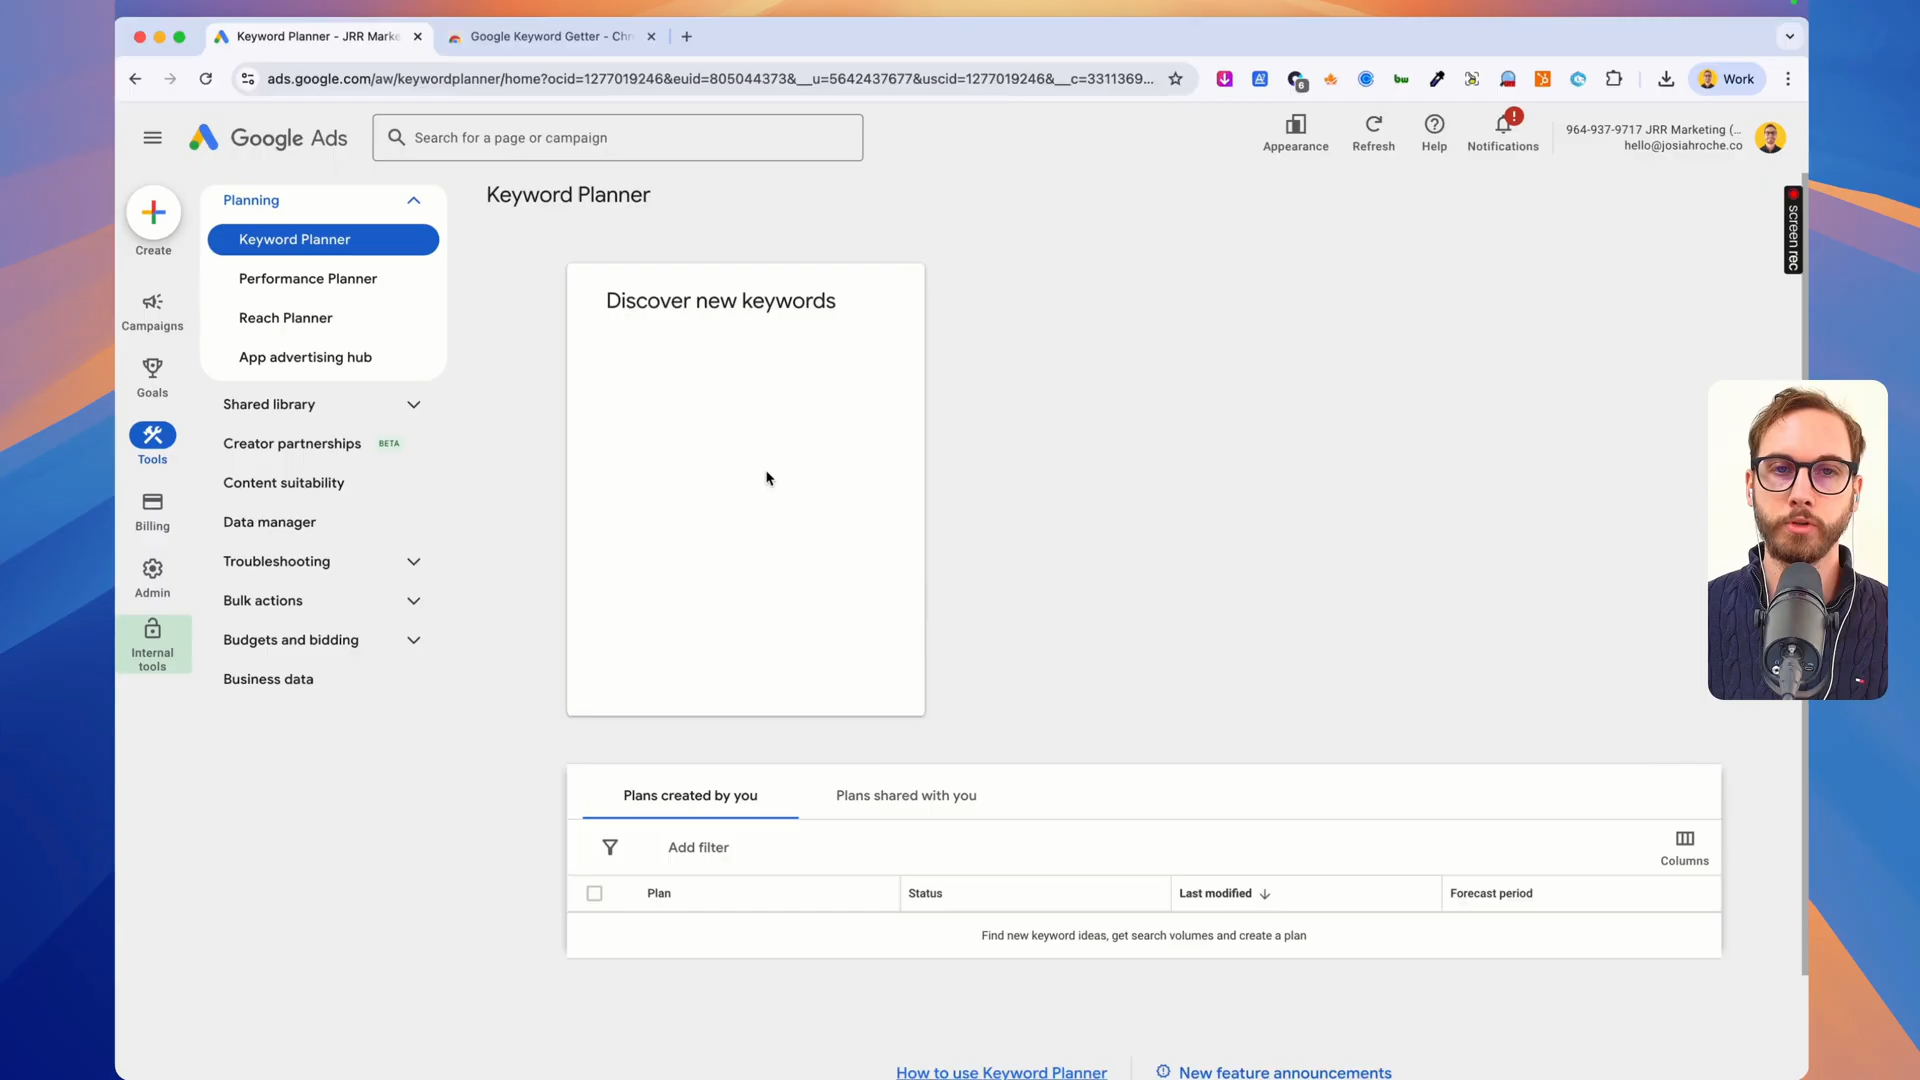 Keyword Planner - JRR Marke
Google Keyword Getter - Chr
ads.google.com/aw/keywordplanner/home?ocid=1277019246&euid=805044373&__u=5642437677&uscid=1277019246&__c=3311369...
6
bw
Work
Google Ads
Search for a page or campaign
Appearance
Refresh
Help
Notifications
964-937-9717 JRR Marketing (...
hello@josiahroche.co
Create
Campaigns
Goals
Tools
Billing
Admin
Internal
tools
Planning
Keyword Planner
Performance Planner
Reach Planner
App advertising hub
Shared library
Creator partnerships BETA
Content suitability
Data manager
Troubleshooting
Bulk actions
Budgets and bidding
Business data
Keyword Planner
Discover new keywords
screen rec
Plans created by you
Plans shared with you
Add filter
Columns
Plan
Status
Last modified
Forecast period
Find new keyword ideas, get search volumes and create a plan
How to use Keyword Planner
New feature announcements